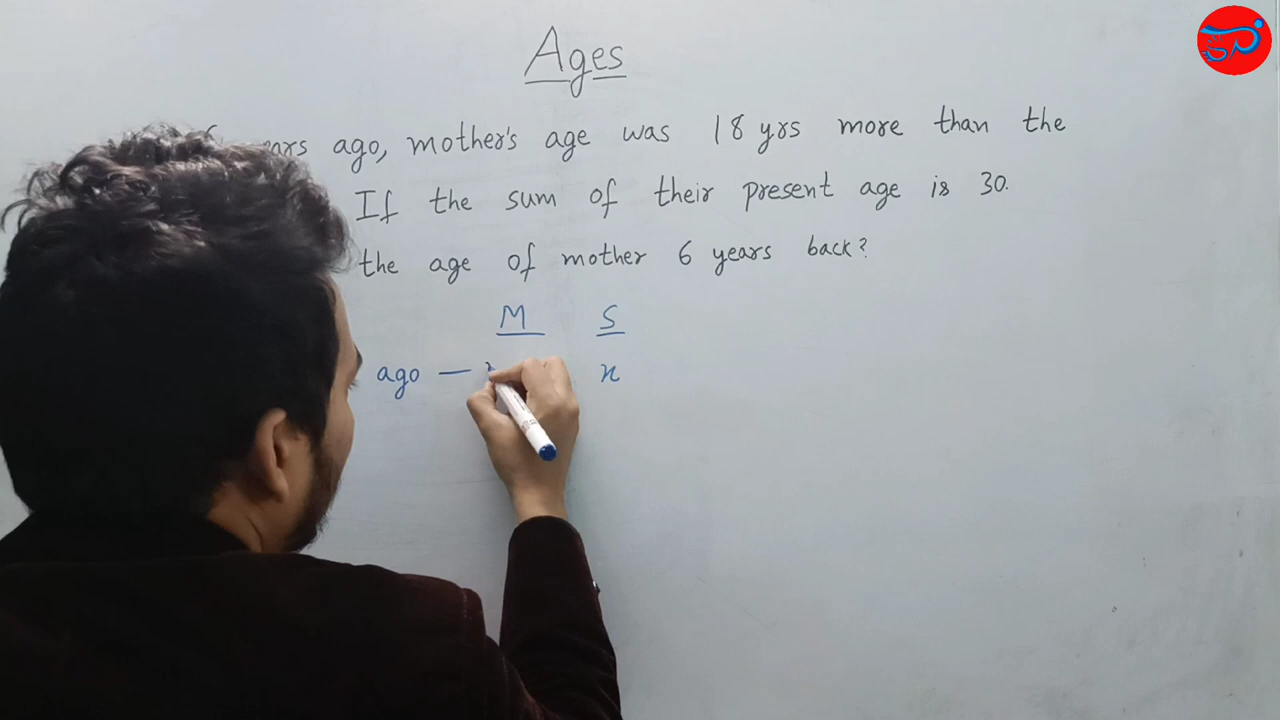 Ages
ago, mother's age was 18 yrs more than the
If the sum of their present age is 30.
the age of mother 6 years back?
M S
ago — x x